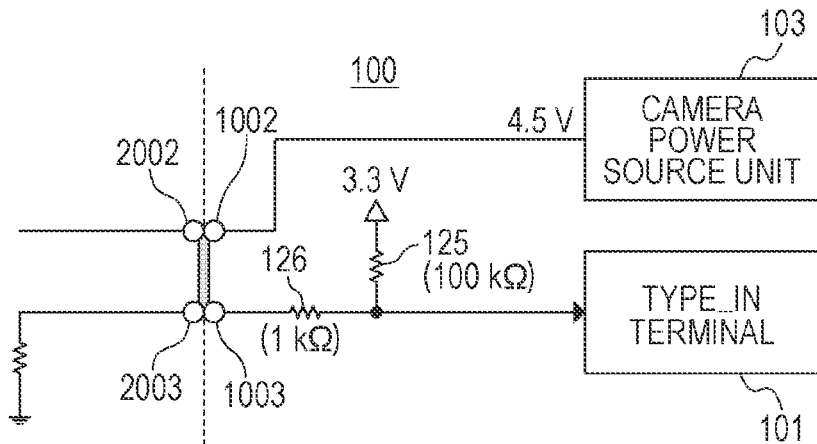 103
100
CAMERA
POWER
SOURCE UNIT
4.5 V
2002
1002
3.3 V
125
(100 kΩ)
126
(1 kΩ)
TYPE_IN
TERMINAL
2003
1003
101